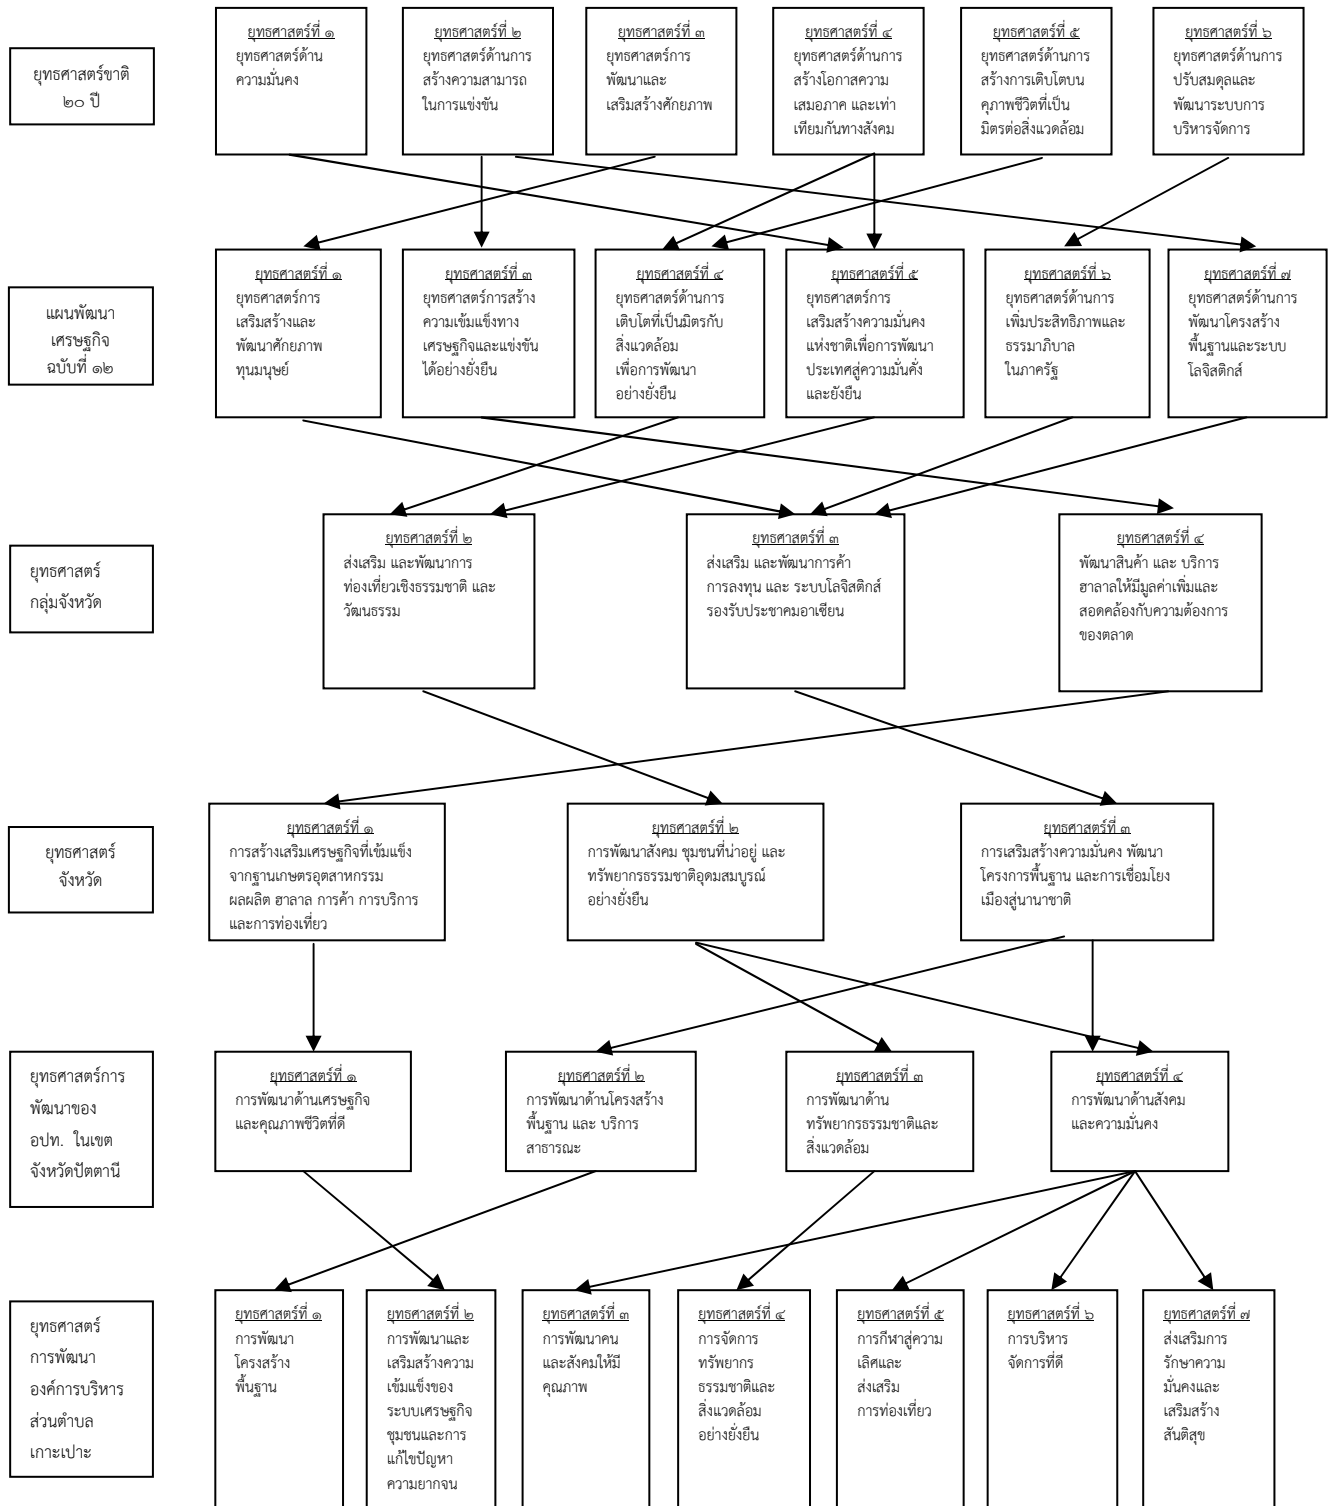 ยุทธศาสตร์ชาติ
๒๐ ปี
ยุทธศาสตร์ที่ ๑
ยุทธศาสตร์ด้าน
ความมั่นคง
ยุทธศาสตร์ที่ ๒
ยุทธศาสตร์ด้านการ
สร้างความสามารถ
ในการแข่งขัน
ยุทธศาสตร์ที่ ๓
ยุทธศาสตร์การ
พัฒนาและ
เสริมสร้างศักยภาพ
ยุทธศาสตร์ที่ ๔
ยุทธศาสตร์ด้านการ
สร้างโอกาสความ
เสมอภาค และเท่า
เทียมกันทางสังคม
ยุทธศาสตร์ที่ ๕
ยุทธศาสตร์ด้านการ
สร้างการเติบโตบน
คุภาพชีวิตที่เป็น
มิตรต่อสิ่งแวดล้อม
ยุทธศาสตร์ที่ ๖
ยุทธศาสตร์ด้านการ
ปรับสมดุลและ
พัฒนาระบบการ
บริหารจัดการ
แผนพัฒนา
เศรษฐกิจ
ฉบับที่ ๑๒
ยุทธศาสตร์ที่ ๑
ยุทธศาสตร์การ
เสริมสร้างและ
พัฒนาศักยภาพ
ทุนมนุษย์
ยุทธศาสตร์ที่ ๓
ยุทธศาสตร์การสร้าง
ความเข้มแข็งทาง
เศรษฐกิจและแข่งขัน
ได้อย่างยั่งยืน
ยุทธศาสตร์ที่ ๔
ยุทธศาสตร์ด้านการ
เติบโตที่เป็นมิตรกับ
สิ่งแวดล้อม
เพื่อการพัฒนา
อย่างยั่งยืน
ยุทธศาสตร์ที่ ๕
ยุทธศาสตร์การ
เสริมสร้างความมั่นคง
แห่งชาติเพื่อการพัฒนา
ประเทศสู่ความมั่นคั่ง
และยังยืน
ยุทธศาสตร์ที่ ๖
ยุทธศาสตร์ด้านการ
เพิ่มประสิทธิภาพและ
ธรรมาภิบาล
ในภาครัฐ
ยุทธศาสตร์ที่ ๗
ยุทธศาสตร์ด้านการ
พัฒนาโครงสร้าง
พื้นฐานและระบบ
โลจิสติกส์
ยุทธศาสตร์
กลุ่มจังหวัด
ยุทธศาสตร์ที่ ๒
ส่งเสริม และพัฒนาการ
ท่องเที่ยวเชิงธรรมชาติ และ
วัฒนธรรม
ยุทธศาสตร์ที่ ๓
ส่งเสริม และพัฒนาการค้า
การลงทุน และ ระบบโลจิสติกส์
รองรับประชาคมอาเซียน
ยุทธศาสตร์ที่ ๔
พัฒนาสินค้า และ บริการ
ฮาลาลให้มีมูลค่าเพิ่มและ
สอดคล้องกับความต้องการ
ของตลาด
ยุทธศาสตร์
จังหวัด
ยุทธศาสตร์ที่ ๑
การสร้างเสริมเศรษฐกิจที่เข้มแข็ง
จากฐานเกษตรอุตสาหกรรม
ผลผลิต ฮาลาล การค้า การบริการ
และการท่องเที่ยว
ยุทธศาสตร์ที่ ๒
การพัฒนาสังคม ชุมชนที่น่าอยู่ และ
ทรัพยากรธรรมชาติอุดมสมบูรณ์
อย่างยั่งยืน
ยุทธศาสตร์ที่ ๓
การเสริมสร้างความมั่นคง พัฒนา
โครงการพื้นฐาน และการเชื่อมโยง
เมืองสู่นานาชาติ
ยุทธศาสตร์การ
พัฒนาของ
อปท. ในเขต
จังหวัดปัตตานี
ยุทธศาสตร์ที่ ๑
การพัฒนาด้านเศรษฐกิจ
และคุณภาพชีวิตที่ดี
ยุทธศาสตร์ที่ ๒
การพัฒนาด้านโครงสร้าง
พื้นฐาน และ บริการ
สาธารณะ
ยุทธศาสตร์ที่ ๓
การพัฒนาด้าน
ทรัพยากรธรรมชาติและ
สิ่งแวดล้อม
ยุทธศาสตร์ที่ ๔
การพัฒนาด้านสังคม
และความมั่นคง
ยุทธศาสตร์
การพัฒนา
องค์การบริหาร
ส่วนตำบล
เกาะเปาะ
ยุทธศาสตร์ที่ ๑
การพัฒนา
โครงสร้าง
พื้นฐาน
ยุทธศาสตร์ที่ ๒
การพัฒนาและ
เสริมสร้างความ
เข้มแข็งของ
ระบบเศรษฐกิจ
ชุมชนและการ
แก้ไขปัญหา
ความยากจน
ยุทธศาสตร์ที่ ๓
การพัฒนาคน
และสังคมให้มี
คุณภาพ
ยุทธศาสตร์ที่ ๔
การจัดการ
ทรัพยากร
ธรรมชาติและ
สิ่งแวดล้อม
อย่างยั่งยืน
ยุทธศาสตร์ที่ ๕
การกีฬาสู่ความ
เลิศและ
ส่งเสริม
การท่องเที่ยว
ยุทธศาสตร์ที่ ๖
การบริหาร
จัดการที่ดี
ยุทธศาสตร์ที่ ๗
ส่งเสริมการ
รักษาความ
มั่นคงและ
เสริมสร้าง
สันติสุข